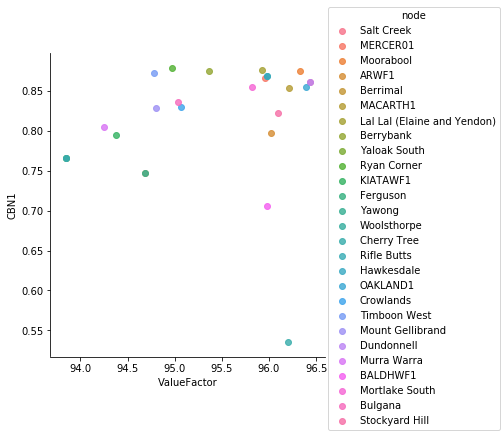 node
Salt Creek
MERCER01
Moorabool
ARWF1
Berrimal
MACARTH1
Lal Lal (Elaine and Yendon)
Berrybank
Yaloak South
Ryan Corner
KIATAWF1
Ferguson
Yawong
Woolsthorpe
Cherry Tree
Rifle Butts
Hawkesdale
OAKLAND1
Crowlands
Timboon West
Mount Gellibrand
Dundonnell
Murra Warra
BALDHWF1
Mortlake South
Bulgana
Stockyard Hill
CBN1
0.85
0.80
0.75
0.70
0.65
0.60
0.55
94.0 94.5 95.0 95.5 96.0 96.5
ValueFactor